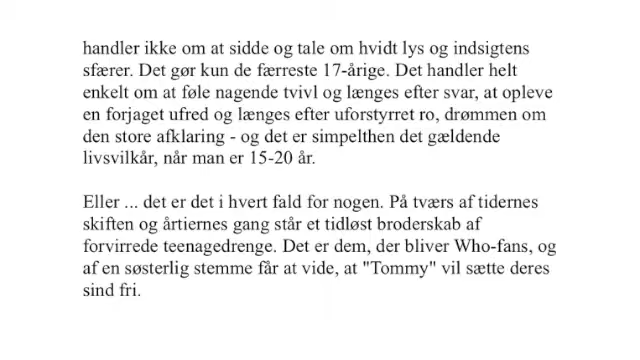 handler ikke om at sidde og tale om hvidt lys og indsigtens
sfærer. Det gør kun de færreste 17-årige. Det handler helt
enkelt om at føle nagende tvivl og længes efter svar, at opleve
en forjaget ufred og længes efter uforstyrret ro, drømmen om
den store afklaring - og det er simpelthen det gældende
livsvilkår, når man er 15-20 år.
Eller ... det er det i hvert fald for nogen. På tværs af tidernes
skiften og årtiernes gang står et tidløst broderskab af
forvirrede teenagedrenge. Det er dem, der bliver Who-fans, og
af en søsterlig stemme får at vide, at "Tommy" vil sætte deres
sind fri.